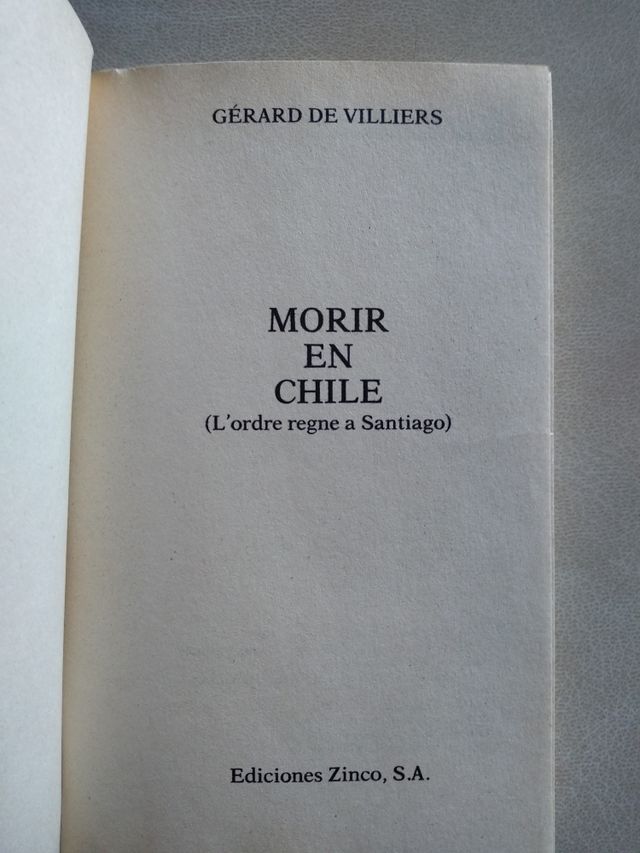 GÉRARD DE VILLIERS
MORIR
EN
CHILE
(L'ordre regne a Santiago)
Ediciones Zinco, S.A.